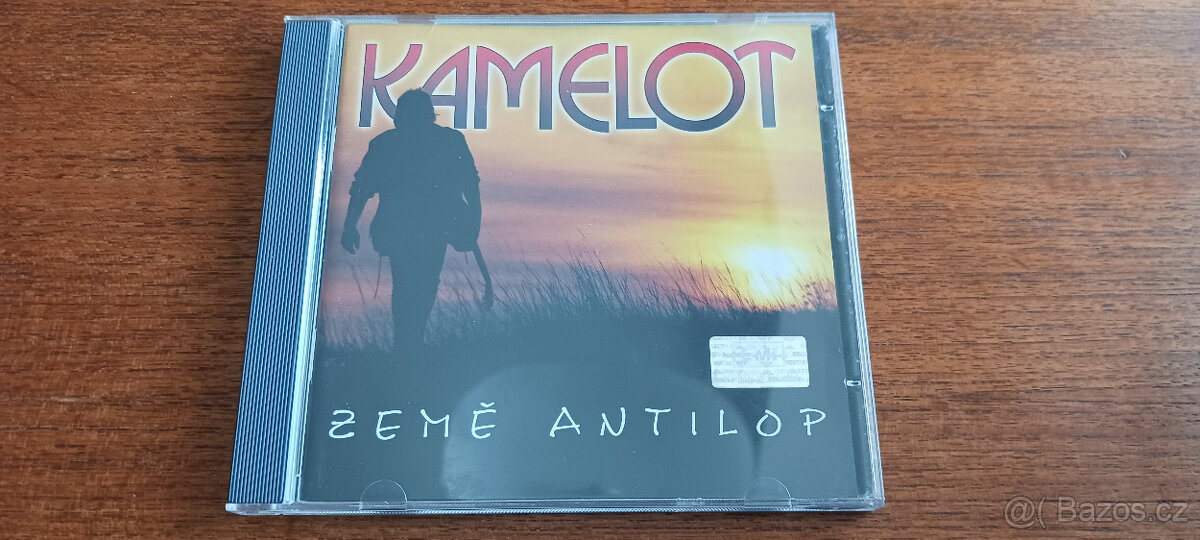 KAMELOT
ZEMĚ ANTILOP
@( Bazos.cz